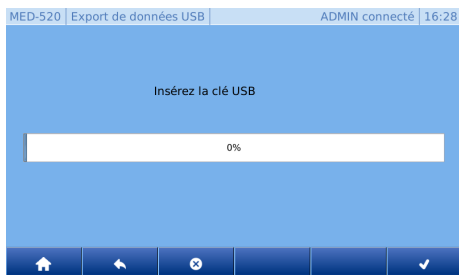 MED-520 Export de données USB ADMIN connecté 16:28
Insérez la clé USB
0%